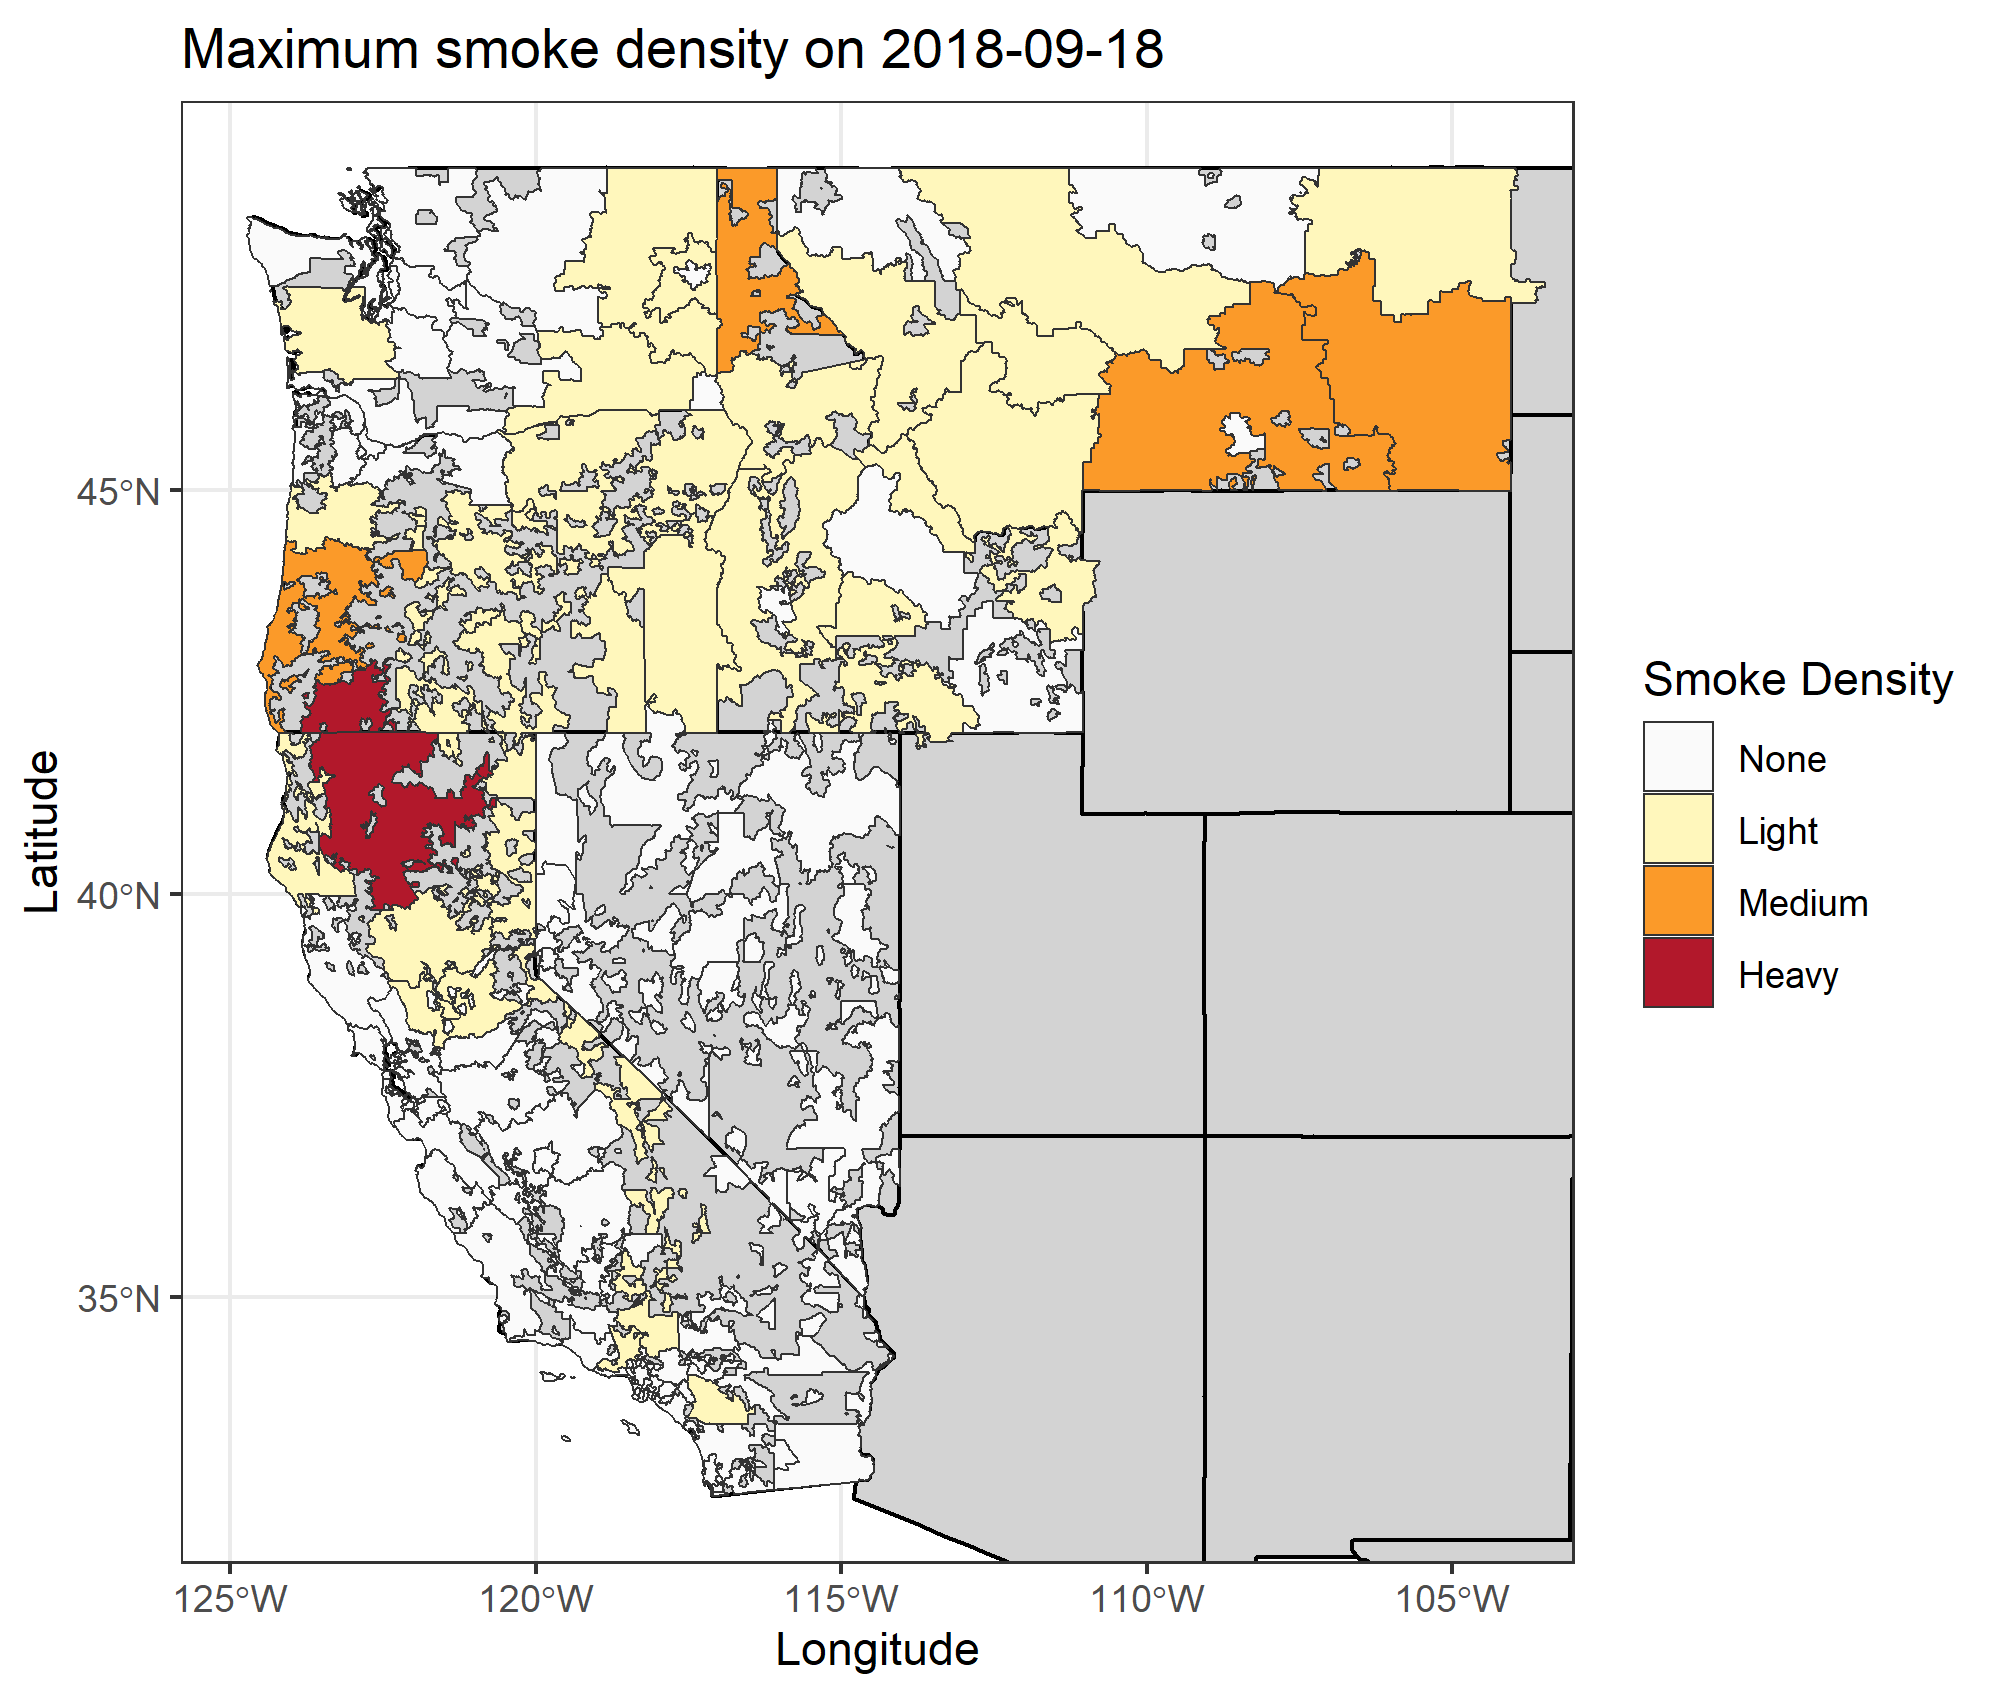 Maximum smoke density on 2018-09-18
Latitude
45°N
40°N
35°N
125°W
120°W
115°W
110°W
105°W
Longitude
Smoke Density
None
Light
Medium
Heavy